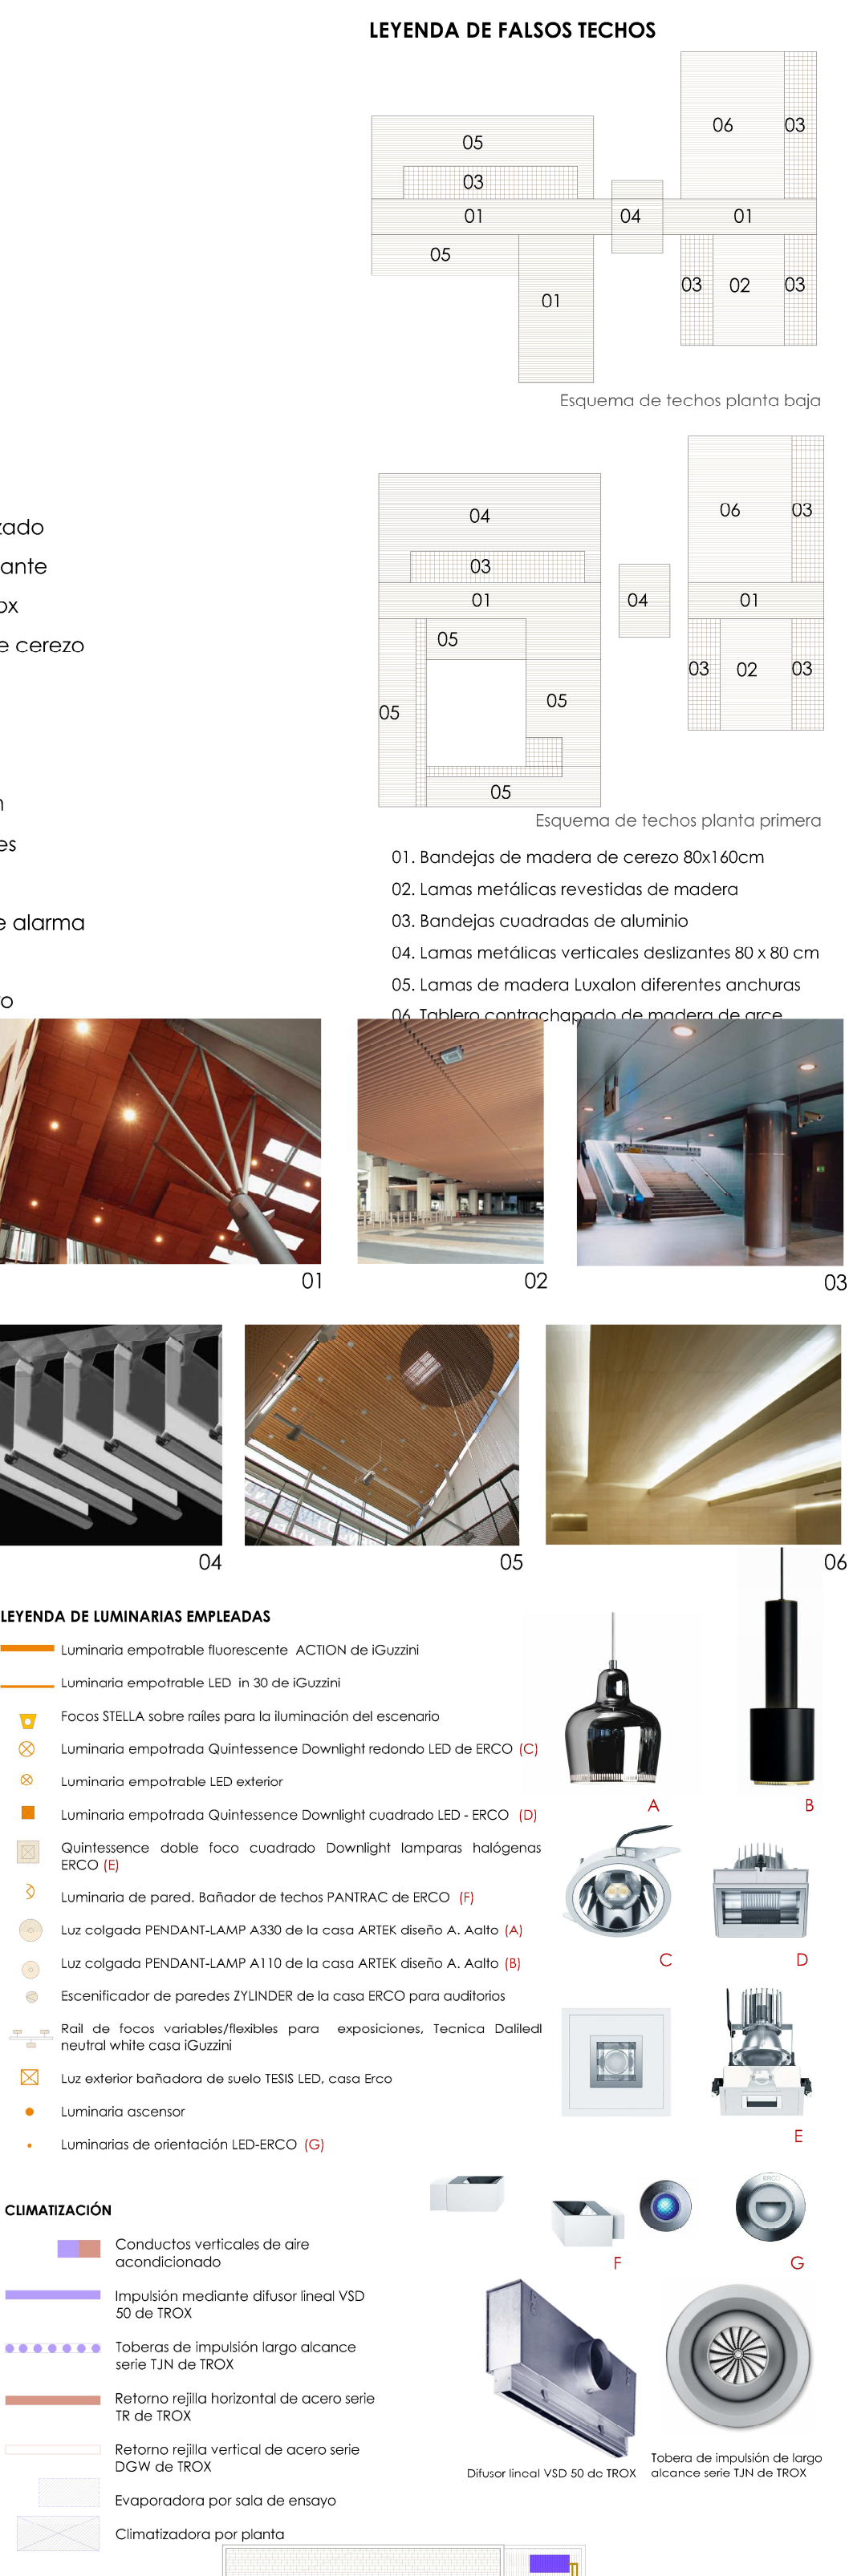 LEYENDA DE FALSOS TECHOS
05
03
01
05
01
04
06
03
01
03
02
03
Esquema de techos planta baja
04
03
01
05
05
05
05
04
06
03
01
03
02
03
Esquema de techos planta primera
01. Bandejas de madera de cerezo 80x160cm
02. Lamas metálicas revestidas de madera
03. Bandejas cuadradas de aluminio
04. Lamas metálicas verticales deslizantes 80 x 80 cm
05. Lamas de madera Luxalon diferentes anchuras
06. Tablero contrachapado de madera de arce
zado
ante
ox
e cerezo
n
es
e alarma
o
01
02
03
04
05
06
LEYENDA DE LUMINARIAS EMPLEADAS
Luminaria empotrable fluorescente ACTION de iGuzzini
Luminaria empotrable LED in 30 de iGuzzini
Focos STELLA sobre raíles para la iluminación del escenario
Luminaria empotrada Quintessence Downlight redondo LED de ERCO (C)
Luminaria empotrable LED exterior
Luminaria empotrada Quintessence Downlight cuadrado LED - ERCO (D)
Quintessence doble foco cuadrado Downlight lamparas halógenas
ERCO (E)
Luminaria de pared. Bañador de techos PANTRAC de ERCO (F)
Luz colgada PENDANT-LAMP A330 de la casa ARTEK diseño A. Aalto (A)
Luz colgada PENDANT-LAMP A110 de la casa ARTEK diseño A. Aalto (B)
Escenificador de paredes ZYLINDER de la casa ERCO para auditorios
Rail de focos variables/flexibles para exposiciones, Tecnica Daliledl
neutral white casa iGuzzini
Luz exterior bañadora de suelo TESIS LED, casa Erco
Luminaria ascensor
Luminarias de orientación LED-ERCO (G)
A
B
C
D
E
F
G
ERCO
CLIMATIZACIÓN
Conductos verticales de aire
acondicionado
Impulsión mediante difusor lineal VSD
50 de TROX
Toberas de impulsión largo alcance
serie TJN de TROX
Retorno rejilla horizontal de acero serie
TR de TROX
Retorno rejilla vertical de acero serie
DGW de TROX
Evaporadora por sala de ensayo
Climatizadora por planta
Difusor lineal VSD 50 de TROX
Tobera de impulsión de largo
alcance serie TJN de TROX